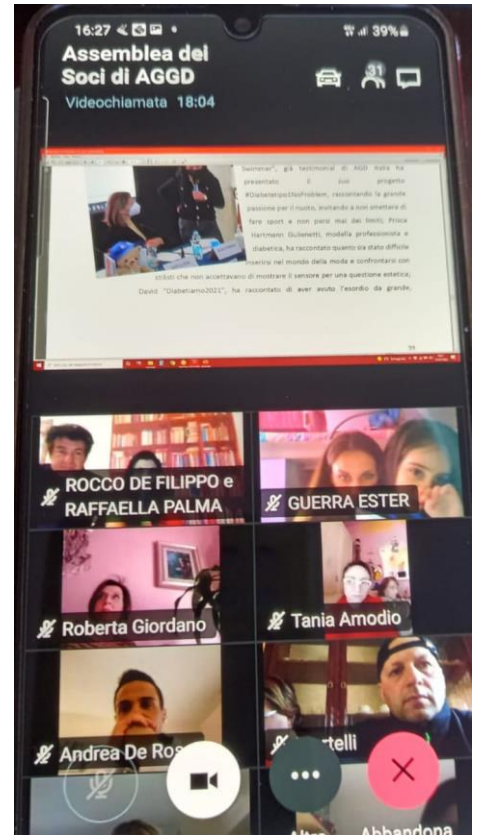 16:27
39%
Assemblea dei
Soci di AGGD
31
Videochiamata 18:04
già testimonial di AGD Italia ha
presentato il suo progetto
#Diabetetipo1NoProblem, raccontando la grande
passione per il nuoto, invitando a non smettere di
fare sport e non porsi mai dei limiti; Prisca
Hartmann Gulienetti, modella professionista e
diabetica, ha raccontato quanto sia stato difficile
inserirsi nel mondo della moda e confrontarsi con
stilisti che non accettavano di mostrare il sensore per una questione estetica;
David "Diabetiamo2021", ha raccontato di aver avuto l'esordio da grande,
ROCCO DE FILIPPO e
RAFFAELLA PALMA
GUERRA ESTER
Roberta Giordano
Tania Amodio
Andrea De Ros
telli
Abbandona